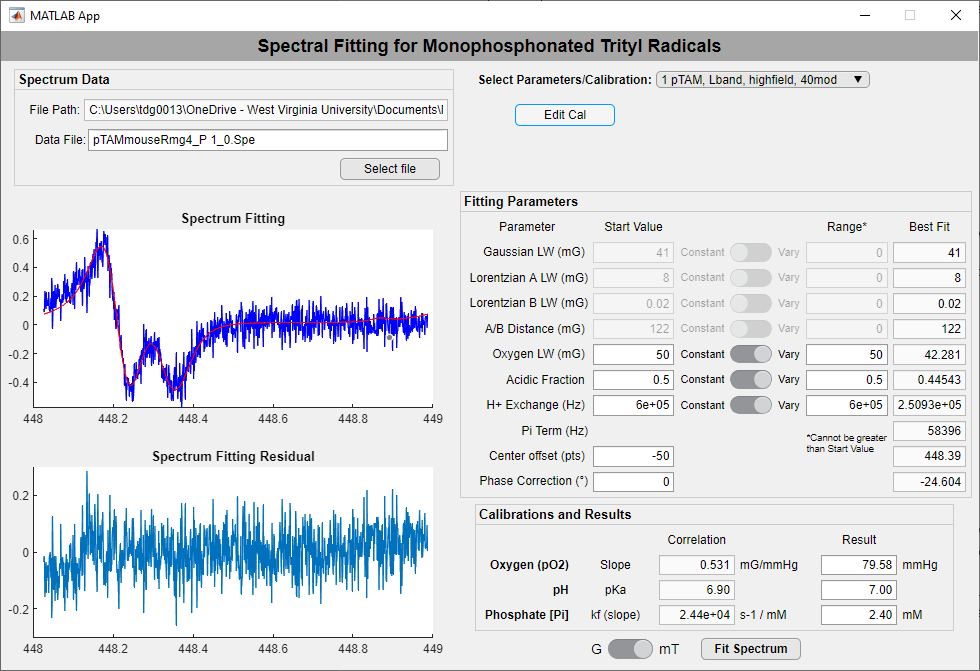 MATLAB App
Spectral Fitting for Monophosphonated Trityl Radicals
Spectrum Data
File Path: C:\Users\tdg0013\OneDrive - West Virginia University\Documents\
Data File: pTAMmouseRmg4_P 1_0.Spe
Select file
Select Parameters/Calibration: 1 pTAM, Lband, highfield, 40mod
Edit Cal
Spectrum Fitting
0.6
0.4
0.2
0
-0.2
-0.4
448 448.2 448.4 448.6 448.8 449
Spectrum Fitting Residual
0.2
0
-0.2
448 448.2 448.4 448.6 448.8 449
Fitting Parameters
Parameter Start Value Range* Best Fit
Gaussian LW (mG) 41 Constant Vary 0 41
Lorentzian A LW (mG) 8 Constant Vary 0 8
Lorentzian B LW (mG) 0.02 Constant Vary 0 0.02
A/B Distance (mG) 122 Constant Vary 0 122
Oxygen LW (mG) 50 Constant Vary 50 42.281
Acidic Fraction 0.5 Constant Vary 0.5 0.44543
H+ Exchange (Hz) 6e+05 Constant Vary 6e+05 2.5093e+05
Pi Term (Hz) 58396
*Cannot be greater
than Start Value
Center offset (pts) -50 448.39
Phase Correction (°) 0 -24.604
Calibrations and Results
Correlation Result
Oxygen (pO2) Slope 0.531 mG/mmHg 79.58 mmHg
pH pKa 6.90 7.00
Phosphate [Pi] kf (slope) 2.44e+04 s-1 / mM 2.40 mM
G mT Fit Spectrum